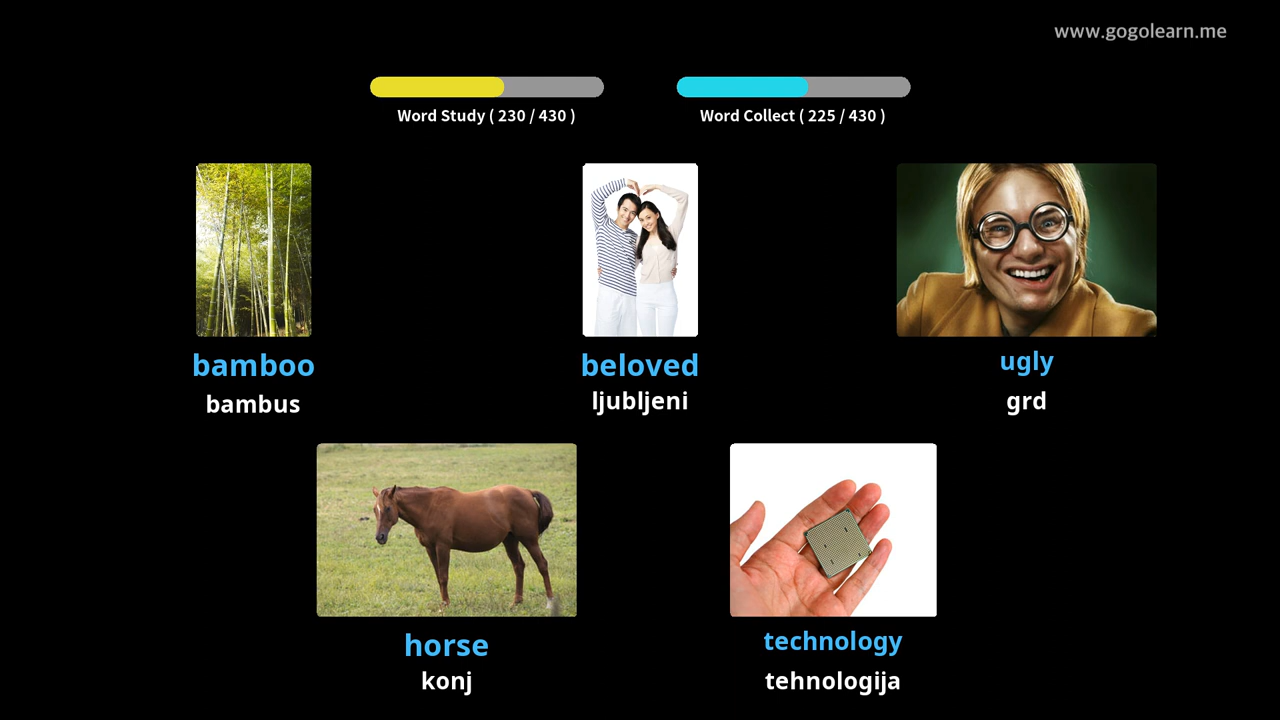 www.gogolearn.me
Word Study ( 230 / 430 )
Word Collect ( 225 / 430 )
bamboo
bambus
beloved
ljubljeni
ugly
grd
horse
konj
technology
tehnologija